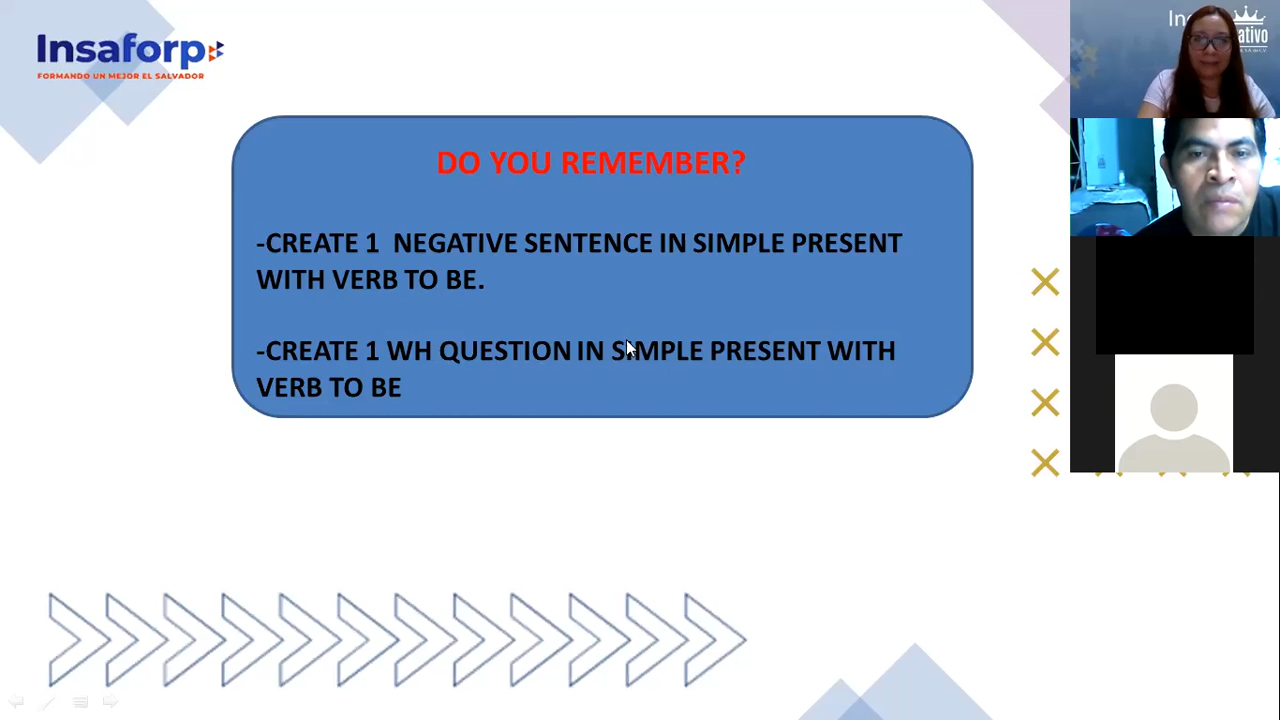 Insaforp
FORMANDO UN MEJOR EL SALVADOR
DO YOU REMEMBER?
-CREATE 1  NEGATIVE SENTENCE IN SIMPLE PRESENT
WITH VERB TO BE.
-CREATE 1 WH QUESTION IN SIMPLE PRESENT WITH
VERB TO BE